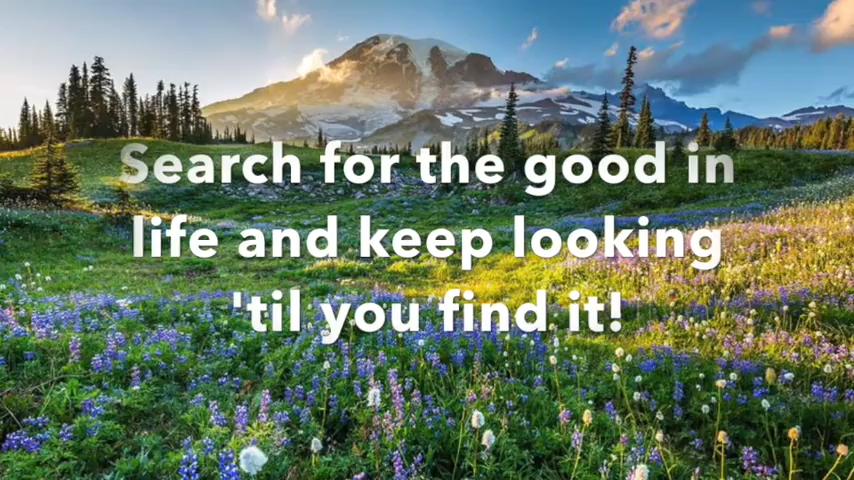 Search for the good in
life and keep looking
'til you find it!